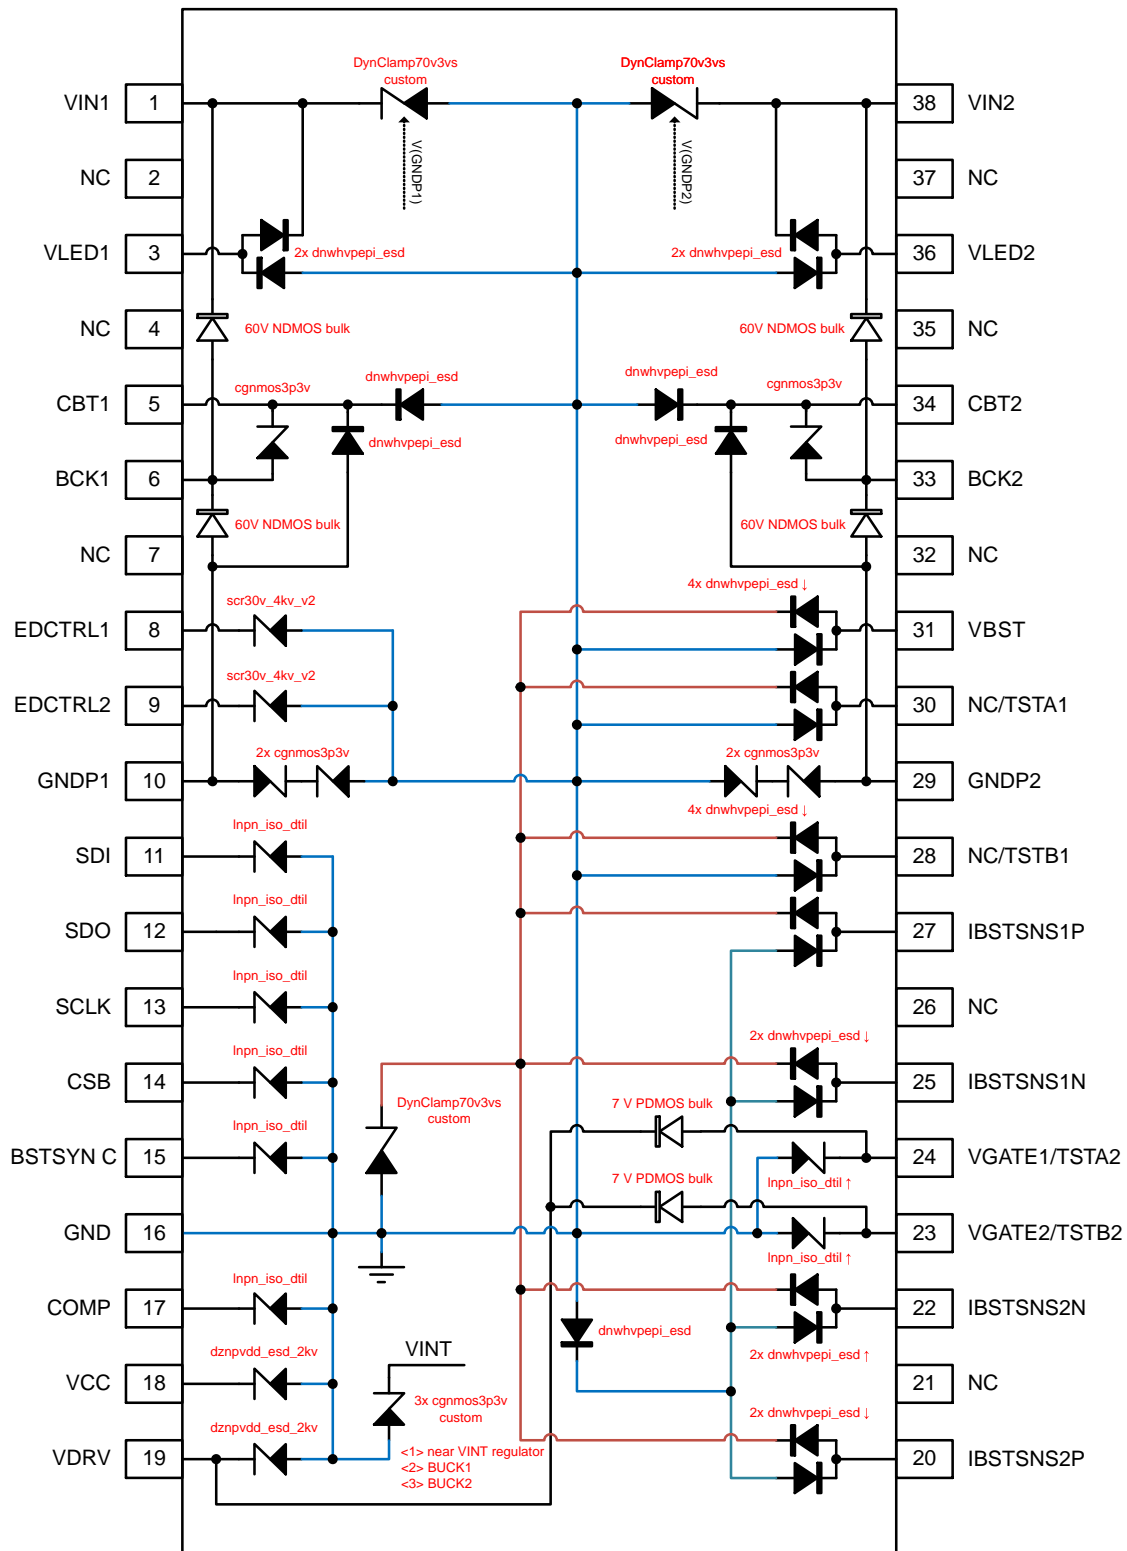 DynClamp70v3vs
custom
DynClamp70v3vs
custom
VIN1
1
38
VIN2
V(GNDP1)
V(GNDP2)
NC
2
37
NC
VLED1
3
2x dnwhvpepi_esd
2x dnwhvpepi_esd
36
VLED2
NC
4
60V NDMOS bulk
60V NDMOS bulk
35
NC
cgnmos3p3v
dnwhvpepi_esd
dnwhvpepi_esd
cgnmos3p3v
CBT1
5
34
CBT2
dnwhvpepi_esd
dnwhvpepi_esd
BCK1
6
33
BCK2
60V NDMOS bulk
60V NDMOS bulk
NC
7
32
NC
4x dnwhvpepi_esd ↓
scr30v_4kv_v2
EDCTRL1
8
31
VBST
scr30v_4kv_v2
EDCTRL2
9
30
NC/TSTA1
2x cgnmos3p3v
2x cgnmos3p3v
GNDP1
10
29
GNDP2
4x dnwhvpepi_esd ↓
lnpn_iso_dtil
SDI
11
28
NC/TSTB1
lnpn_iso_dtil
SDO
12
27
IBSTSNS1P
lnpn_iso_dtil
SCLK
13
26
NC
2x dnwhvpepi_esd ↓
lnpn_iso_dtil
CSB
14
25
IBSTSNS1N
DynClamp70v3vs
custom
7 V PDMOS bulk
lnpn_iso_dtil
BSTSYN C
15
24
VGATE1/TSTA2
7 V PDMOS bulk
lnpn_iso_dtil ↑
GND
16
23
VGATE2/TSTB2
lnpn_iso_dtil ↑
lnpn_iso_dtil
COMP
17
22
IBSTSNS2N
dnwhvpepi_esd
VINT
2x dnwhvpepi_esd ↑
dznpvdd_esd_2kv
VCC
18
21
NC
3x cgnmos3p3v
custom
2x dnwhvpepi_esd ↓
dznpvdd_esd_2kv
VDRV
19
<1> near VINT regulator
<2> BUCK1
<3> BUCK2
20
IBSTSNS2P